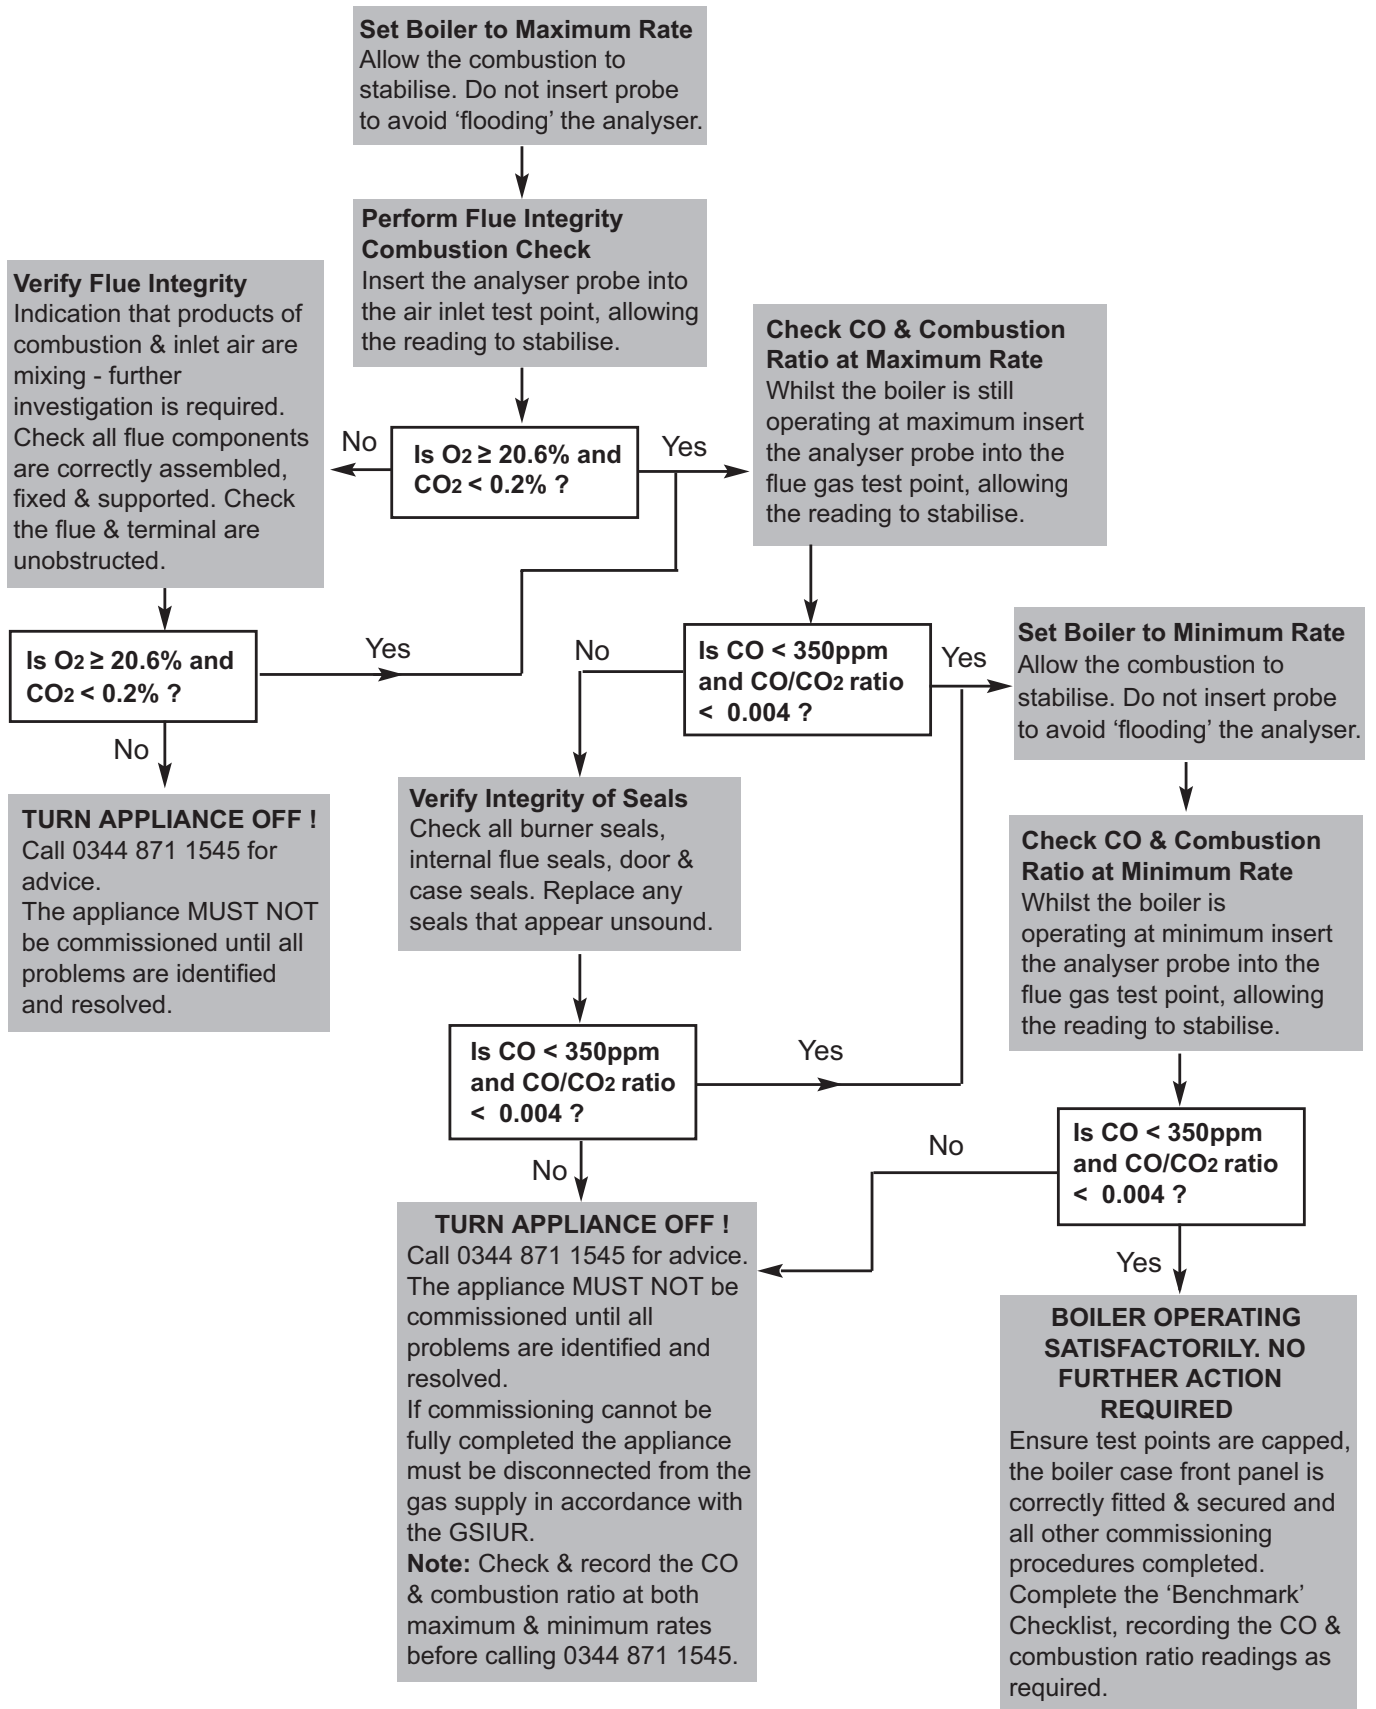 Set Boiler to Maximum Rate
Allow the combustion to
stabilise. Do not insert probe
to avoid ‘flooding’ the analyser.
Perform Flue Integrity
Combustion Check
Insert the analyser probe into
the air inlet test point, allowing
the reading to stabilise.
Is O2 ≥ 20.6% and
CO2 < 0.2% ?
No
Yes
Verify Flue Integrity
Indication that products of
combustion & inlet air are
mixing - further
investigation is required.
Check all flue components
are correctly assembled,
fixed & supported. Check
the flue & terminal are
unobstructed.
Is O2 ≥ 20.6% and
CO2 < 0.2% ?
Yes
No
TURN APPLIANCE OFF !
Call 0344 871 1545 for
advice.
The appliance MUST NOT
be commissioned until all
problems are identified
and resolved.
Check CO & Combustion
Ratio at Maximum Rate
Whilst the boiler is still
operating at maximum insert
the analyser probe into the
flue gas test point, allowing
the reading to stabilise.
Is CO < 350ppm
and CO/CO2 ratio
< 0.004 ?
No
Yes
Verify Integrity of Seals
Check all burner seals,
internal flue seals, door &
case seals. Replace any
seals that appear unsound.
Is CO < 350ppm
and CO/CO2 ratio
< 0.004 ?
Yes
No
TURN APPLIANCE OFF !
Call 0344 871 1545 for advice.
The appliance MUST NOT be
commissioned until all
problems are identified and
resolved.
If commissioning cannot be
fully completed the appliance
must be disconnected from the
gas supply in accordance with
the GSIUR.
Note: Check & record the CO
& combustion ratio at both
maximum & minimum rates
before calling 0344 871 1545.
Set Boiler to Minimum Rate
Allow the combustion to
stabilise. Do not insert probe
to avoid ‘flooding’ the analyser.
Check CO & Combustion
Ratio at Minimum Rate
Whilst the boiler is
operating at minimum insert
the analyser probe into the
flue gas test point, allowing
the reading to stabilise.
Is CO < 350ppm
and CO/CO2 ratio
< 0.004 ?
No
Yes
BOILER OPERATING
SATISFACTORILY. NO
FURTHER ACTION
REQUIRED
Ensure test points are capped,
the boiler case front panel is
correctly fitted & secured and
all other commissioning
procedures completed.
Complete the ‘Benchmark’
Checklist, recording the CO &
combustion ratio readings as
required.